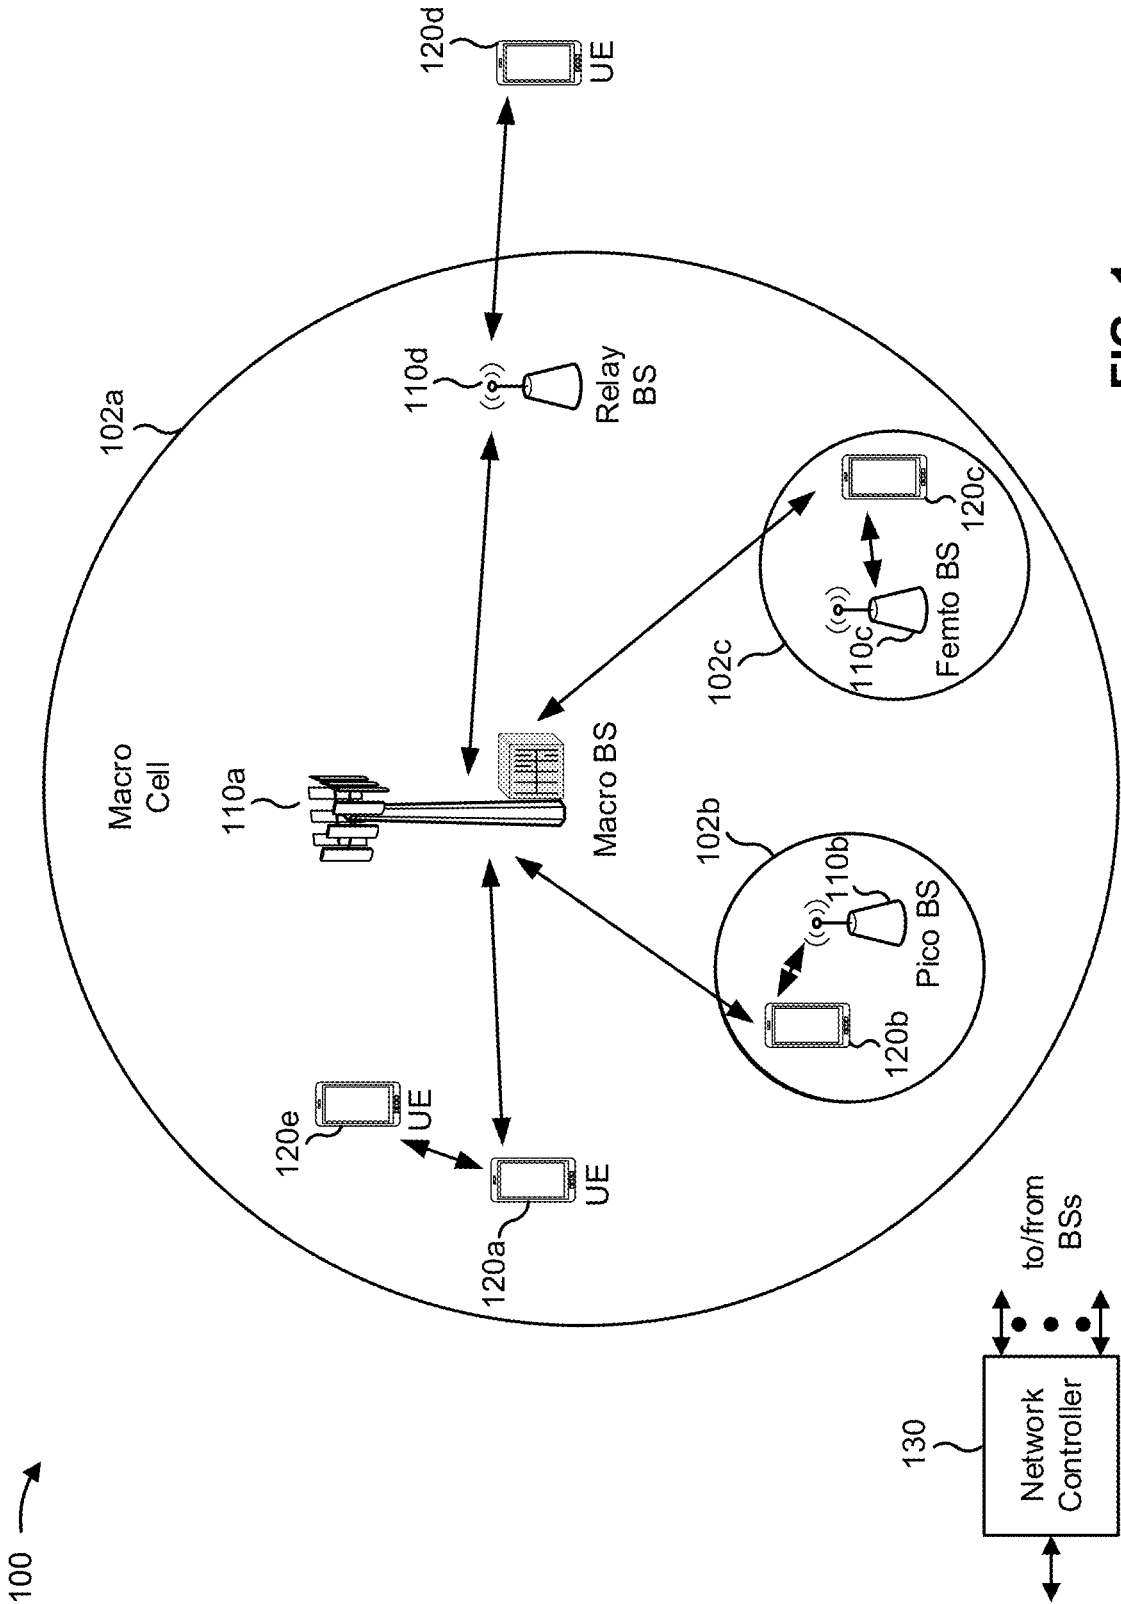 100
Macro
Cell
102a
110a
120e
UE
120a
UE
Macro BS
110d
Relay
BS
120d
UE
102b
110b
Pico BS
120b
102c
110c
Femto BS
120c
130
Network
Controller
to/from
BSs